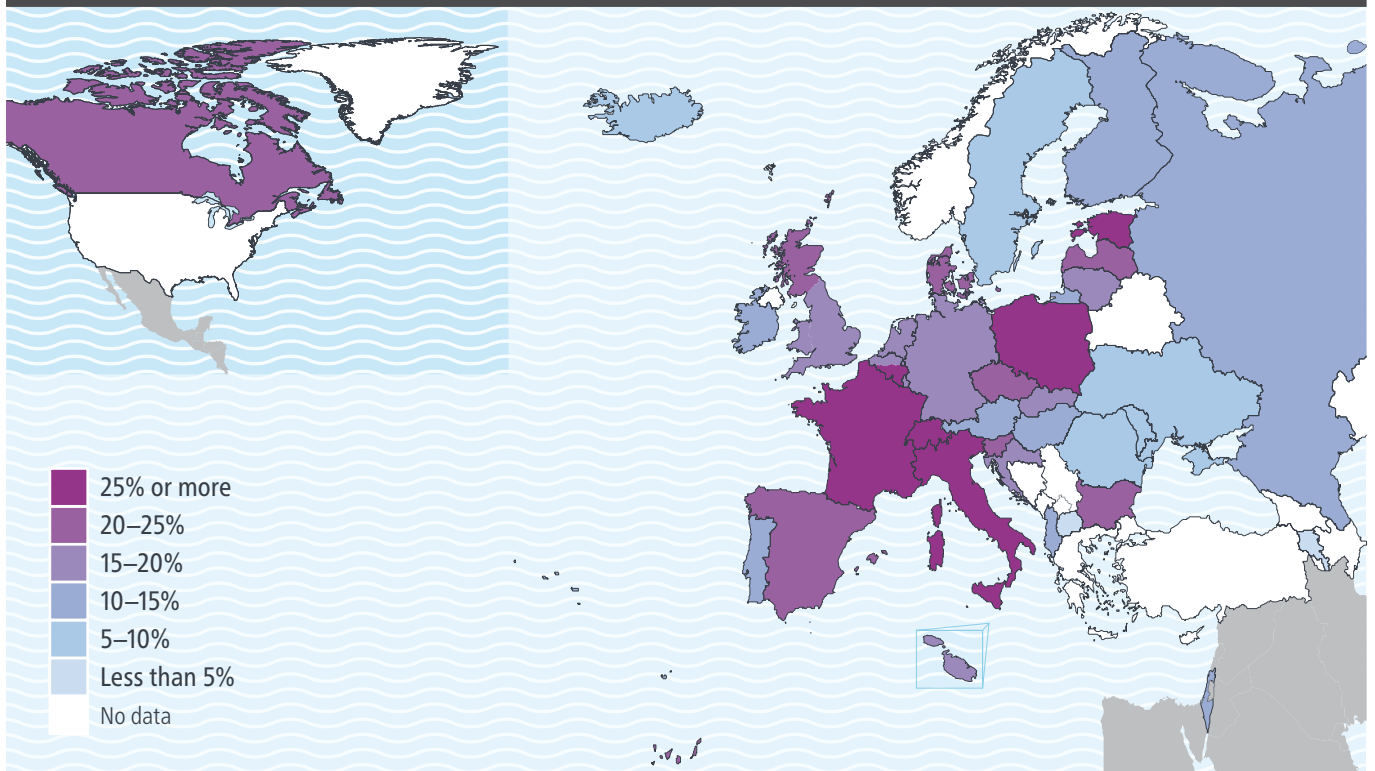 25% or more
20–25%
15–20%
10–15%
5–10%
Less than 5%
No data